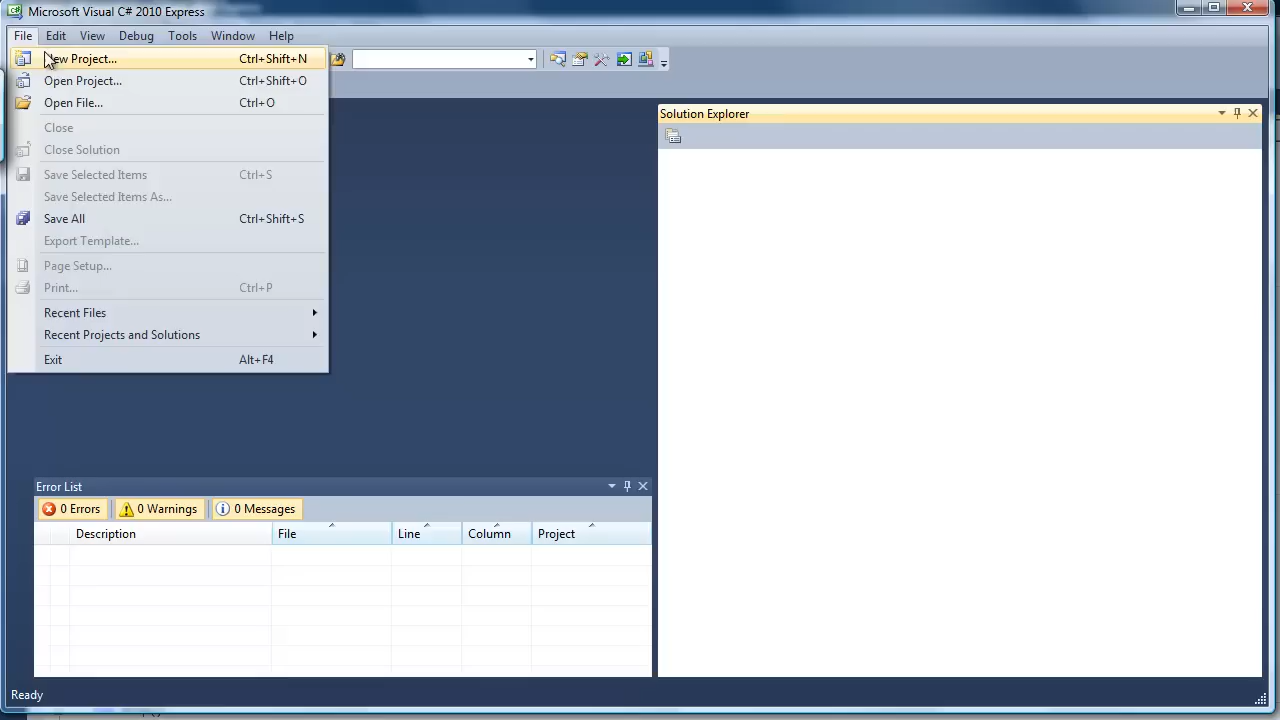 Microsoft Visual C# 2010 Express
File Edit View Debug Tools Window Help
New Project... Ctrl+Shift+N
Open Project... Ctrl+Shift+O
Open File... Ctrl+O
Close
Close Solution
Save Selected Items Ctrl+S
Save Selected Items As...
Save All Ctrl+Shift+S
Export Template...
Page Setup...
Print... Ctrl+P
Recent Files
Recent Projects and Solutions
Exit Alt+F4
Solution Explorer
Error List
0 Errors 0 Warnings 0 Messages
Description File Line Column Project
Ready